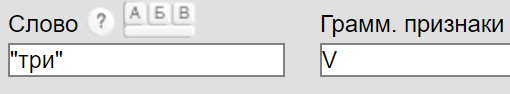 Слово ? А Б В Грамм. признаки
"три" V